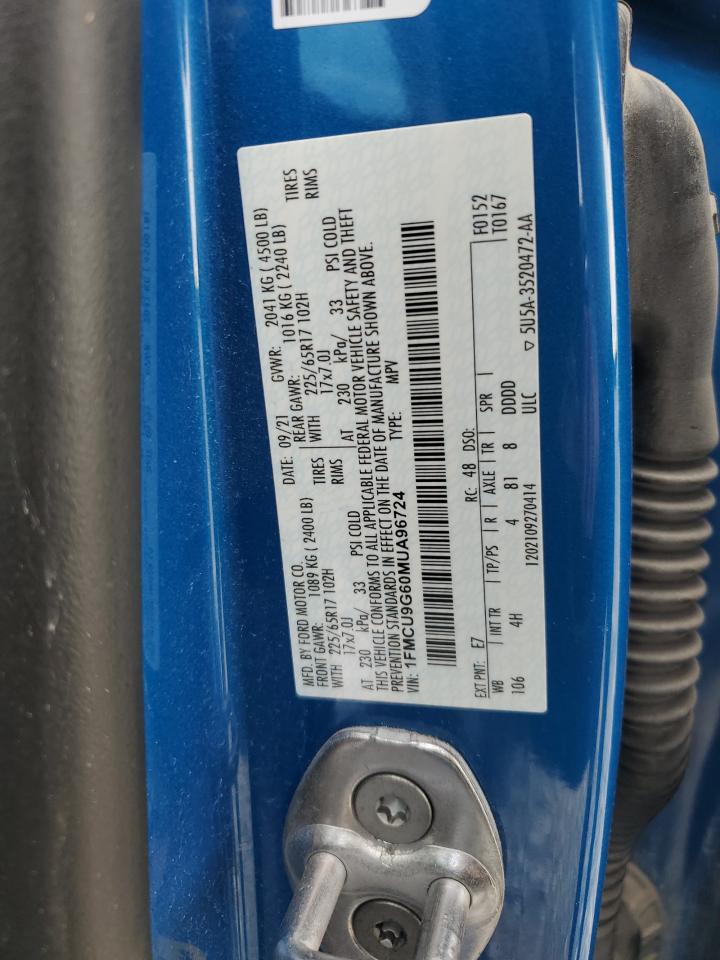 MFD. BY FORD MOTOR CO.
DATE: 09/21 GVWR: 2041 KG ( 4500 LB)
FRONT GAWR: 1089 KG ( 2400 LB) REAR GAWR: 1016 KG ( 2240 LB)
WITH 225/65R17 102H TIRES WITH 225/65R17 102H TIRES
17x7.0J RIMS 17x7.0J RIMS
AT 230 kPa/ 33 PSI COLD AT 230 kPa/ 33 PSI COLD
THIS VEHICLE CONFORMS TO ALL APPLICABLE FEDERAL MOTOR VEHICLE SAFETY AND THEFT
PREVENTION STANDARDS IN EFFECT ON THE DATE OF MANUFACTURE SHOWN ABOVE.
VIN: 1FMCU9G60MUA96724 TYPE: MPV
F0152
EXT PNT: E7 RC: 48 DSO: T0167
WB INT TR TP/PS R AXLE TR SPR
106 4H 4 81 8 DDDD
1202109270414 ULC ▽ 5U5A-3520472-AA